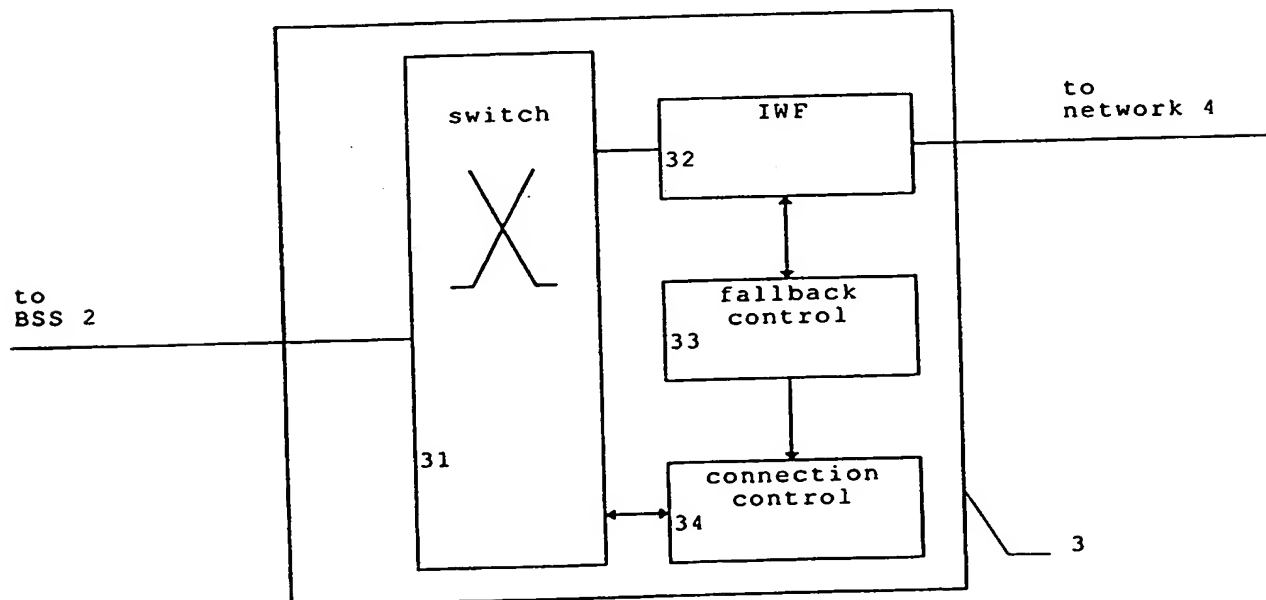 to
BSS 2
switch
31
IWF
32
fallback
control
33
connection
control
34
to
network 4
3